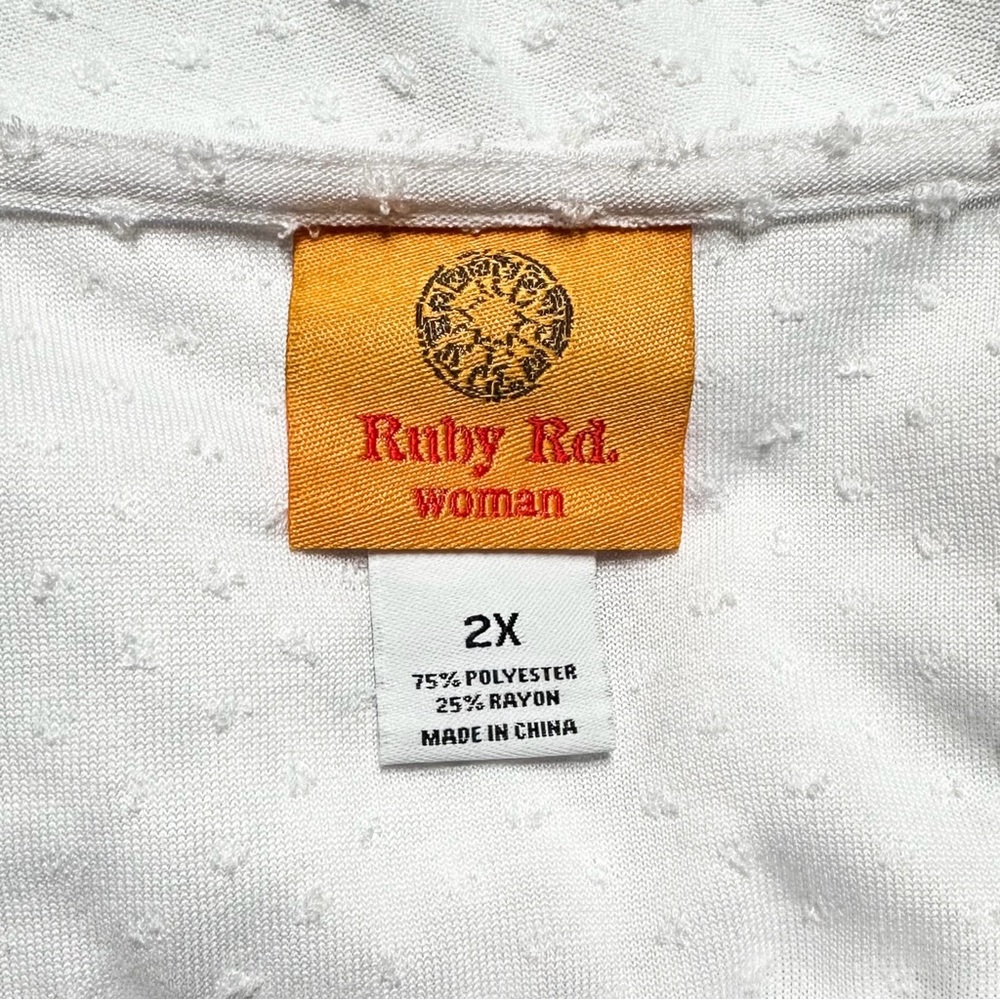 Ruby Rd.
woman
2X
75% POLYESTER
25% RAYON
MADE IN CHINA